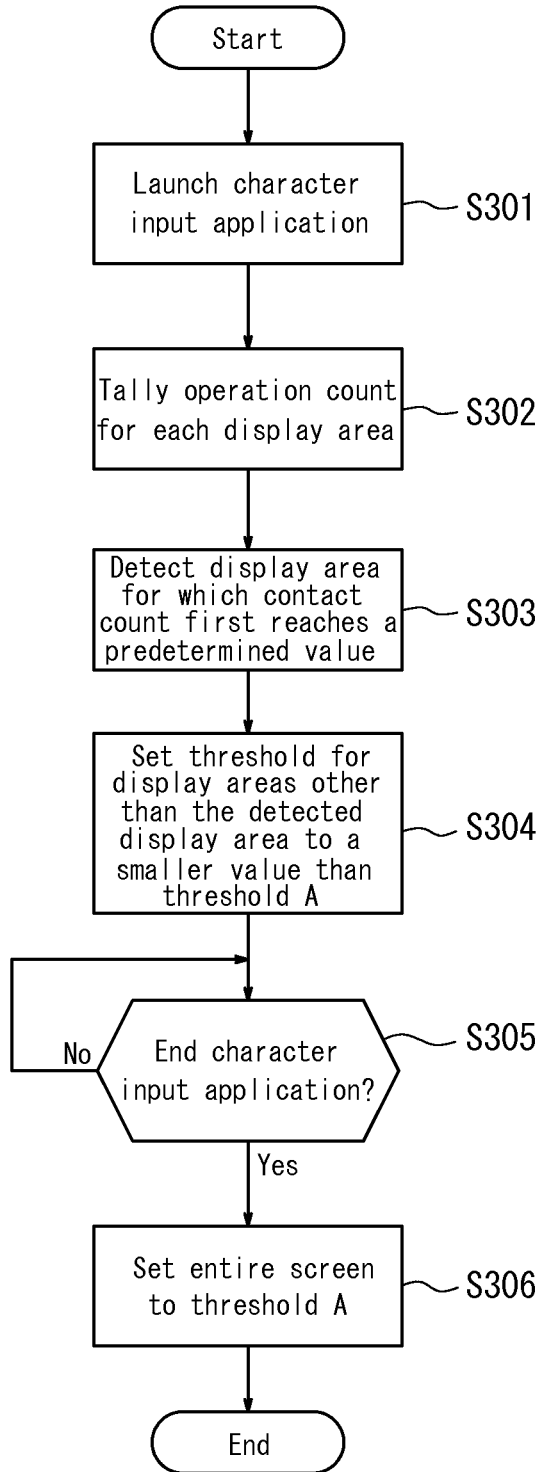 Start
Launch character
input application
S301
Tally operation count
for each display area
S302
Detect display area
for which contact
count first reaches a
predetermined value
S303
Set threshold for
display areas other
than the detected
display area to a
smaller value than
threshold A
S304
End character
input application?
S305
No
Yes
Set entire screen
to threshold A
S306
End